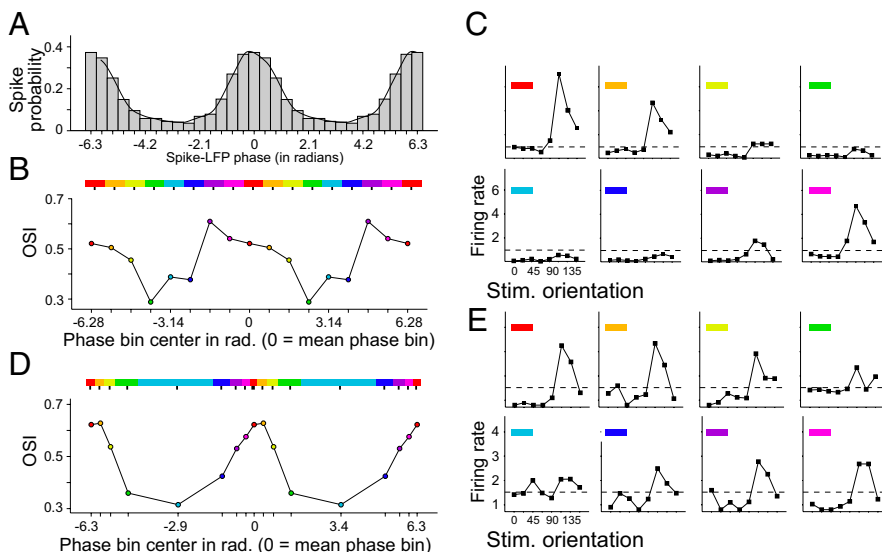 A
Spike probability
0.4
0.2
0
-6.3 -4.2 -2.1 0 2.1 4.2 6.3
Spike-LFP phase (in radians)
B
OSI
0.7
0.5
0.3
-6.28 -3.14 0 3.14 6.28
Phase bin center in rad. (0 = mean phase bin)
D
OSI
0.7
0.5
0.3
-6.3 -2.9 0 3.4 6.3
Phase bin center in rad. (0 = mean phase bin)
C
Firing rate
6
4
2
0 45 90 135
Stim. orientation
E
Firing rate
4
3
2
1
0 45 90 135
Stim. orientation